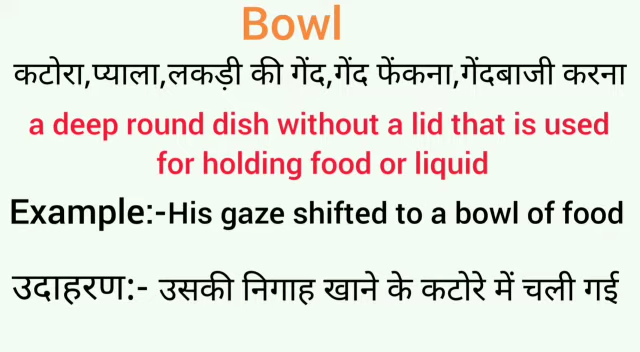 Bowl
कटोरा,प्याला,लकड़ी की गेंद,गेंद फेंकना,गेंदबाजी करना
a deep round dish without a lid that is used
for holding food or liquid
Example:-His gaze shifted to a bowl of food
उदाहरण:- उसकी निगाह खाने के कटोरे में चली गई